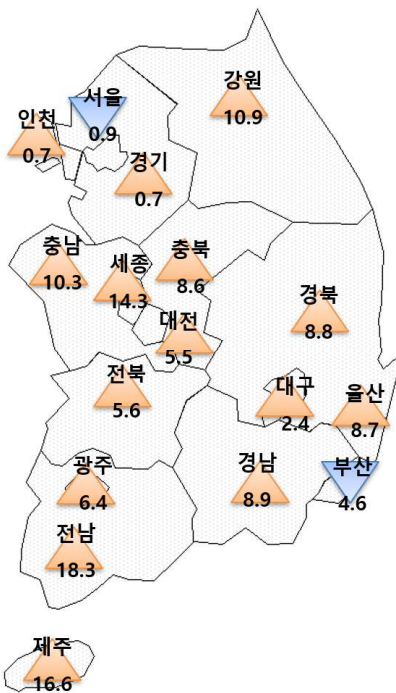 강원
10.9
서울
0.9
인천
0.7
경기
0.7
충남
10.3
세종
14.3
충북
8.6
대전
5.5
경북
8.8
전북
5.6
대구
2.4
울산
8.7
광주
6.4
경남
8.9
부산
4.6
전남
18.3
제주
16.6